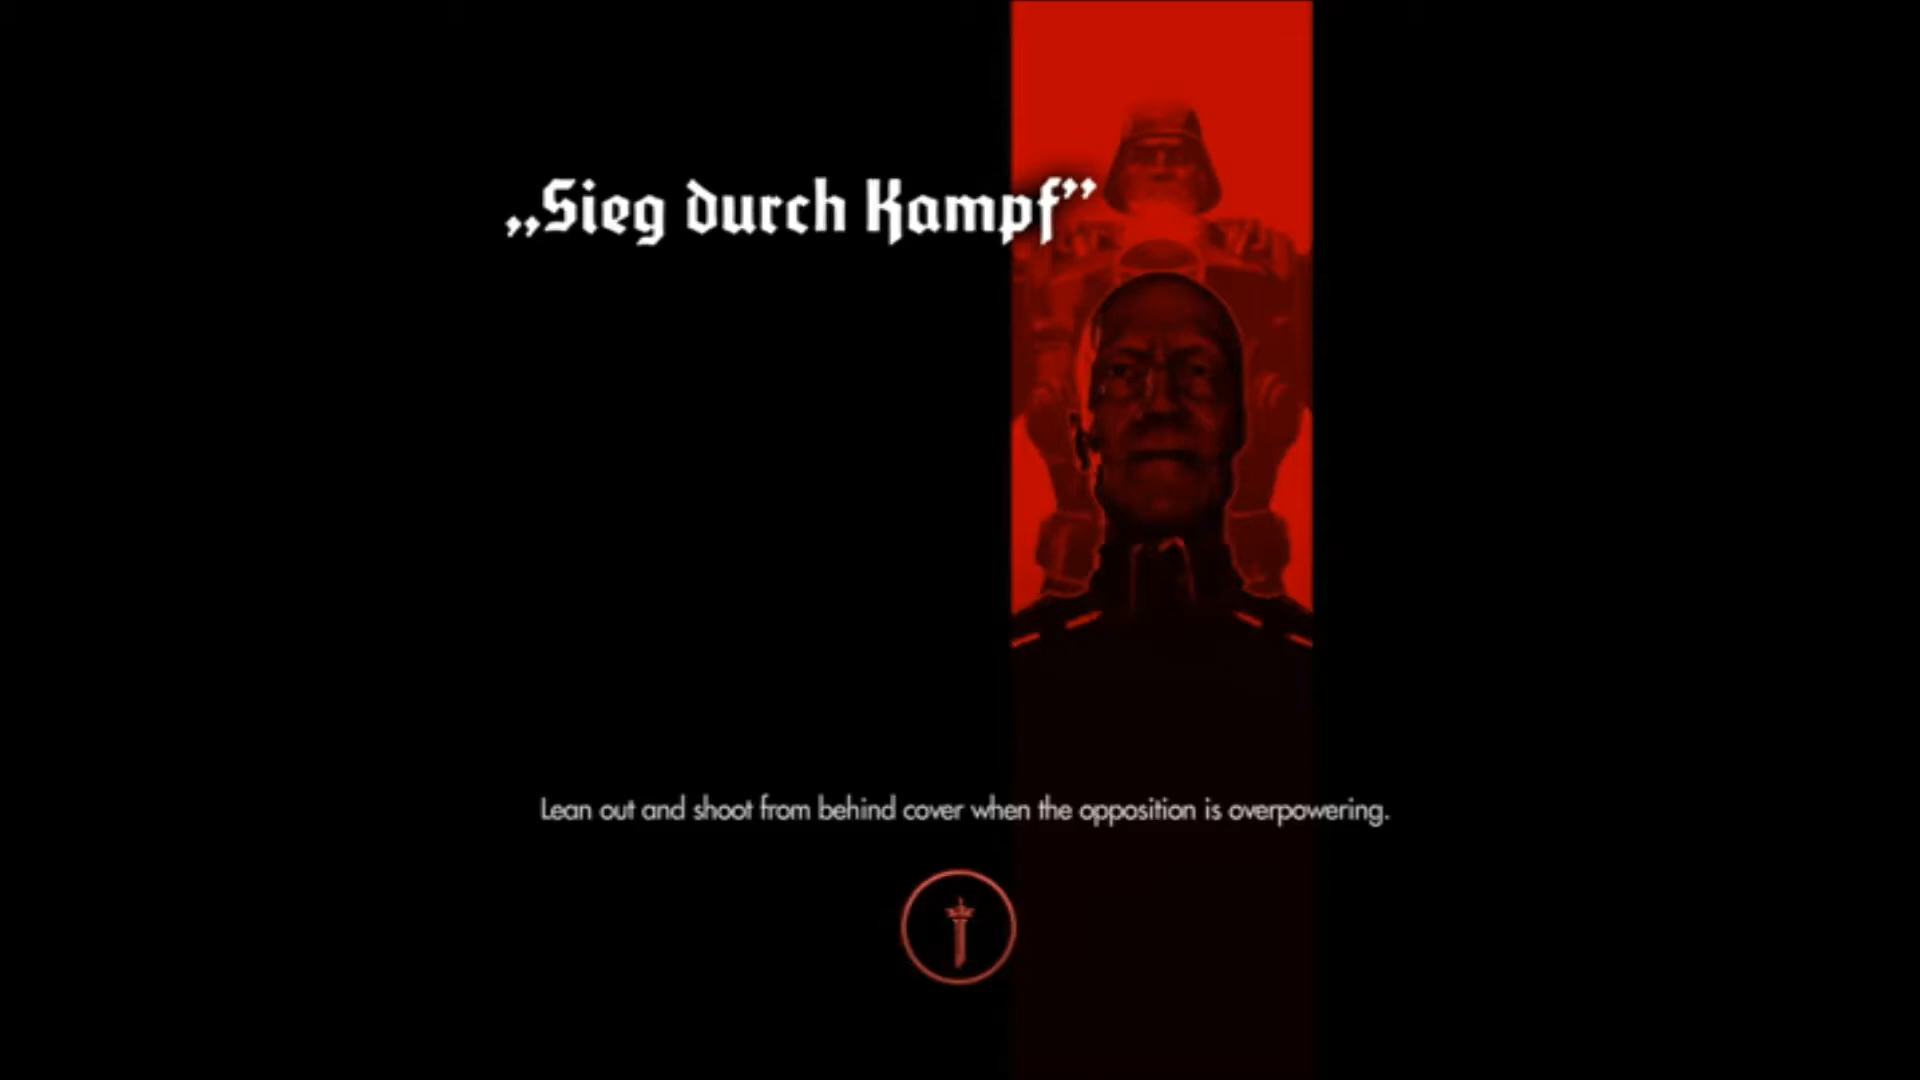 „Sieg durch Kampf”
Lean out and shoot from behind cover when the opposition is overpowering.